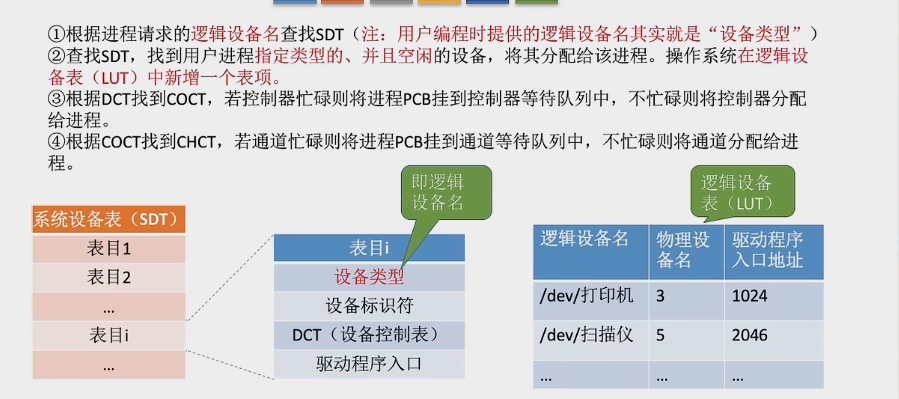 ①根据进程请求的逻辑设备名查找SDT（注：用户编程时提供的逻辑设备名其实就是“设备类型”）
②查找SDT，找到用户进程指定类型的、并且空闲的设备，将其分配给该进程。操作系统在逻辑设
备表（LUT）中新增一个表项。
③根据DCT找到COCT，若控制器忙碌则将进程PCB挂到控制器等待队列中，不忙碌则将控制器分配
给进程。
④根据COCT找到CHCT，若通道忙碌则将进程PCB挂到通道等待队列中，不忙碌则将通道分配给进
程。
即逻辑
设备名
逻辑设备
表（LUT）
系统设备表（SDT）
表目1
表目2
...
表目i
...
表目i
设备类型
设备标识符
DCT（设备控制表）
驱动程序入口
逻辑设备名 物理设备名 驱动程序入口地址
/dev/打印机 3 1024
/dev/扫描仪 5 2046
... ... ...